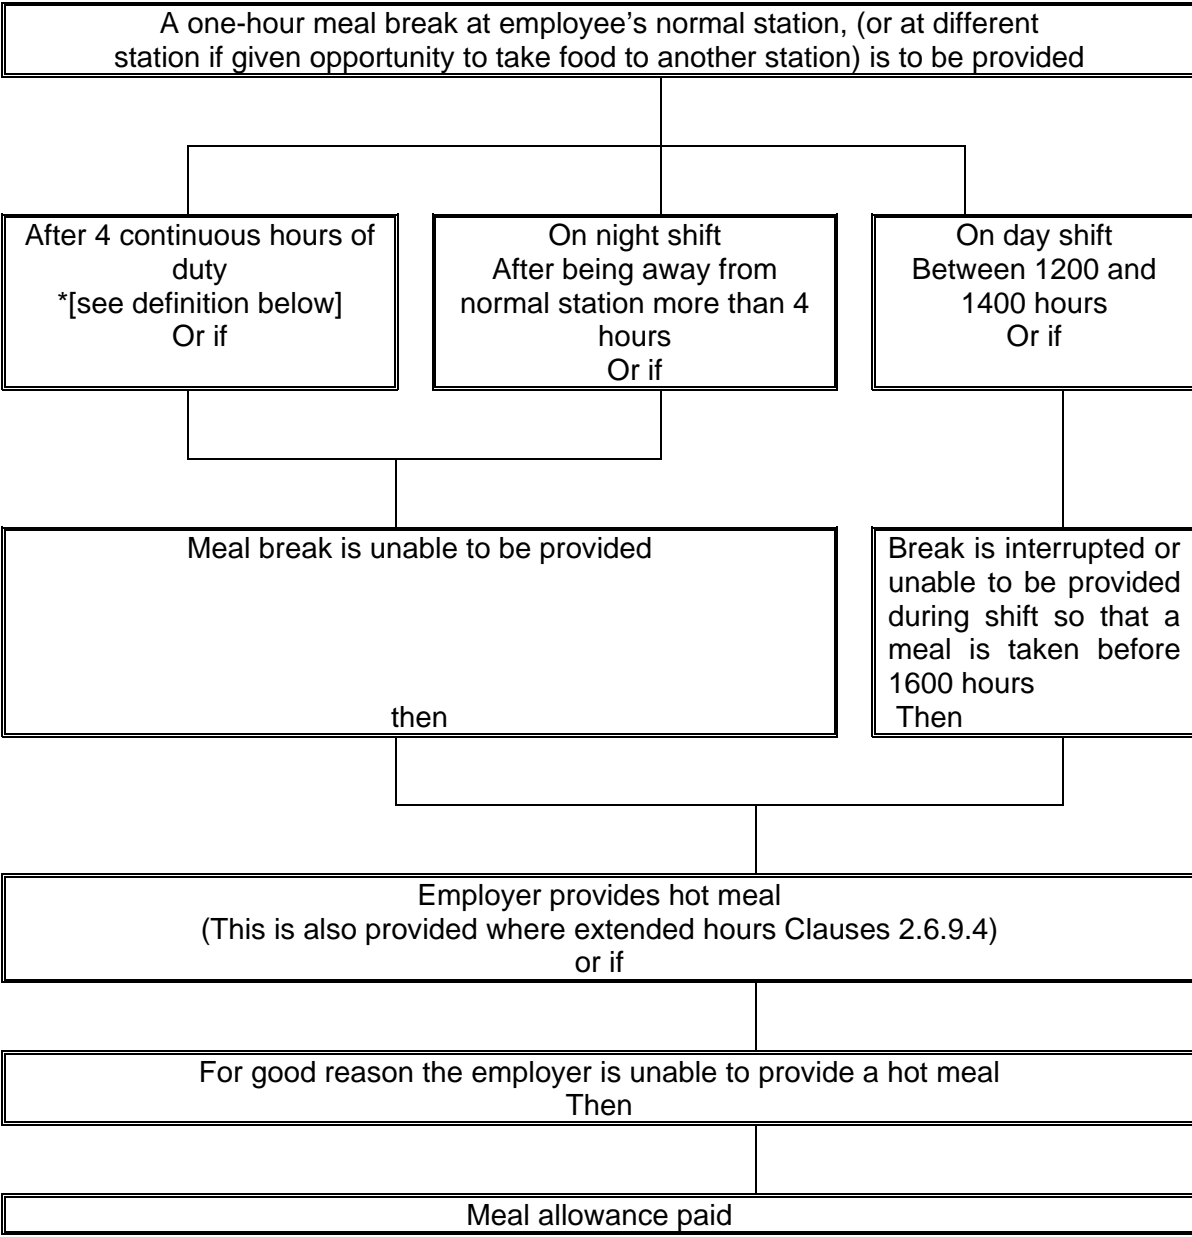 A one-hour meal break at employee's normal station, (or at different
station if given opportunity to take food to another station) is to be provided
After 4 continuous hours of
duty
*[see definition below]
Or if
On night shift
After being away from
normal station more than 4
hours
Or if
On day shift
Between 1200 and
1400 hours
Or if
Meal break is unable to be provided
then
Break is interrupted or
unable to be provided
during shift so that a
meal is taken before
1600 hours
Then
Employer provides hot meal
(This is also provided where extended hours Clauses 2.6.9.4)
or if
For good reason the employer is unable to provide a hot meal
Then
Meal allowance paid